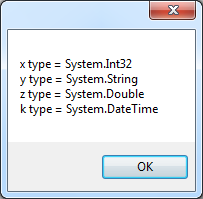 x type = System.Int32
y type = System.String
z type = System.Double
k type = System.DateTime
OK